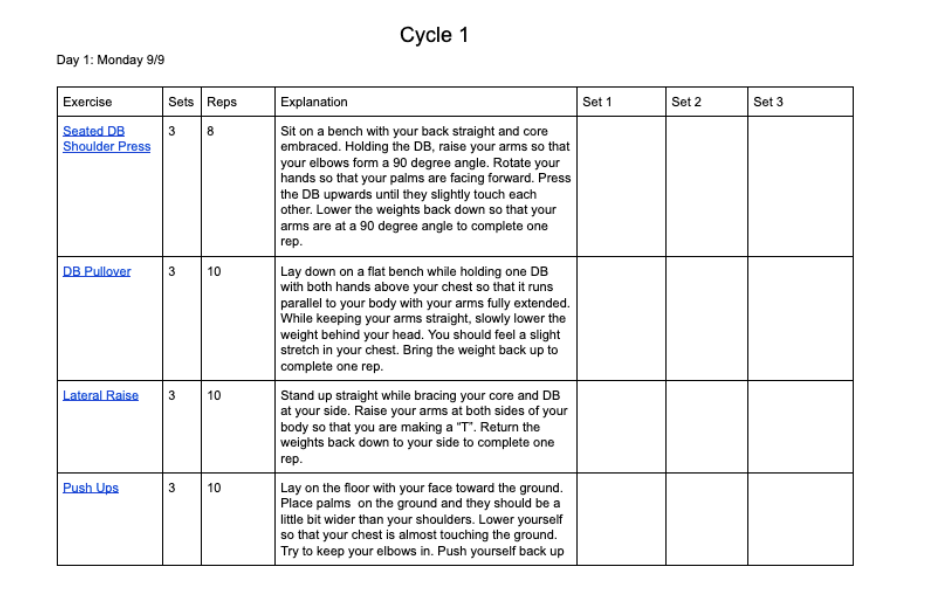 Cycle 1
Day 1: Monday 9/9
Exercise Sets Reps Explanation Set 1 Set 2 Set 3
Seated DB 3 8 Sit on a bench with your back straight and core
Shoulder Press embraced. Holding the DB, raise your arms so that
your elbows form a 90 degree angle. Rotate your
hands so that your palms are facing forward. Press
the DB upwards until they slightly touch each
other. Lower the weights back down so that your
arms are at a 90 degree angle to complete one
rep.
DB Pullover 3 10 Lay down on a flat bench while holding one DB
with both hands above your chest so that it runs
parallel to your body with your arms fully extended.
While keeping your arms straight, slowly lower the
weight behind your head. You should feel a slight
stretch in your chest. Bring the weight back up to
complete one rep.
Lateral Raise 3 10 Stand up straight while bracing your core and DB
at your side. Raise your arms at both sides of your
body so that you are making a “T”. Return the
weights back down to your side to complete one
rep.
Push Ups 3 10 Lay on the floor with your face toward the ground.
Place palms  on the ground and they should be a
little bit wider than your shoulders. Lower yourself
so that your chest is almost touching the ground.
Try to keep your elbows in. Push yourself back up